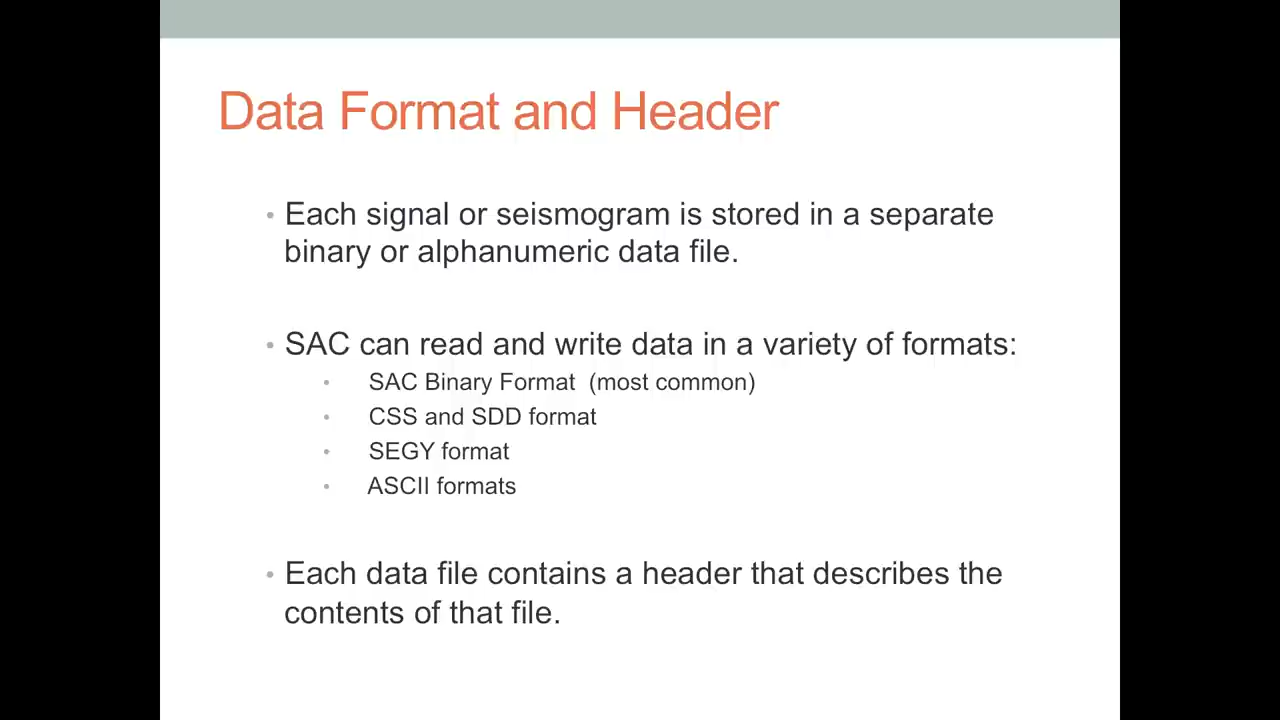 Data Format and Header
• Each signal or seismogram is stored in a separate
binary or alphanumeric data file.
• SAC can read and write data in a variety of formats:
• SAC Binary Format (most common)
• CSS and SDD format
• SEGY format
• ASCII formats
• Each data file contains a header that describes the
contents of that file.